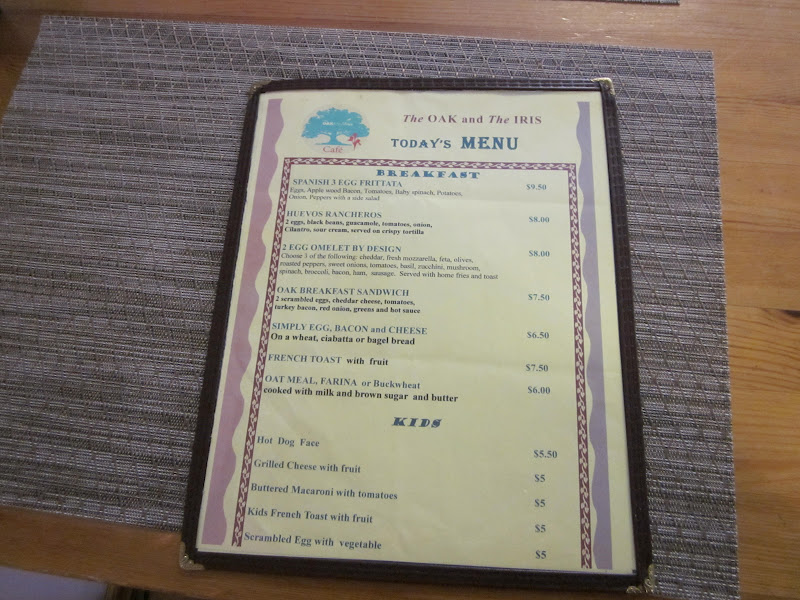 The OAK and The IRIS
Café
TODAY'S MENU
BREAKFAST
SPANISH 3 EGG FRITTATA $9.50
Eggs, Apple wood Bacon, Tomatoes, Baby spinach, Potatoes,
Onion, Peppers with a side salad
HUEVOS RANCHEROS $8.00
2 eggs, black beans, guacamole, tomatoes, onion,
Cilantro, sour cream, served on crispy tortilla
2 EGG OMELET BY DESIGN $8.00
Choose 3 of the following: cheddar, fresh mozzarella, feta, olives,
roasted peppers, sweet onions, tomatoes, basil, zucchini, mushroom,
spinach, broccoli, bacon, ham, sausage. Served with home fries and toast
OAK BREAKFAST SANDWICH $7.50
2 scrambled eggs, cheddar cheese, tomatoes,
turkey bacon, red onion, greens and hot sauce
SIMPLY EGG, BACON and CHEESE $6.50
On a wheat, ciabatta or bagel bread
FRENCH TOAST with fruit $7.50
OAT MEAL, FARINA or Buckwheat $6.00
cooked with milk and brown sugar and butter
KIDS
Hot Dog Face $5.50
Grilled Cheese with fruit $5
Buttered Macaroni with tomatoes $5
Kids French Toast with fruit $5
Scrambled Egg with vegetable $5